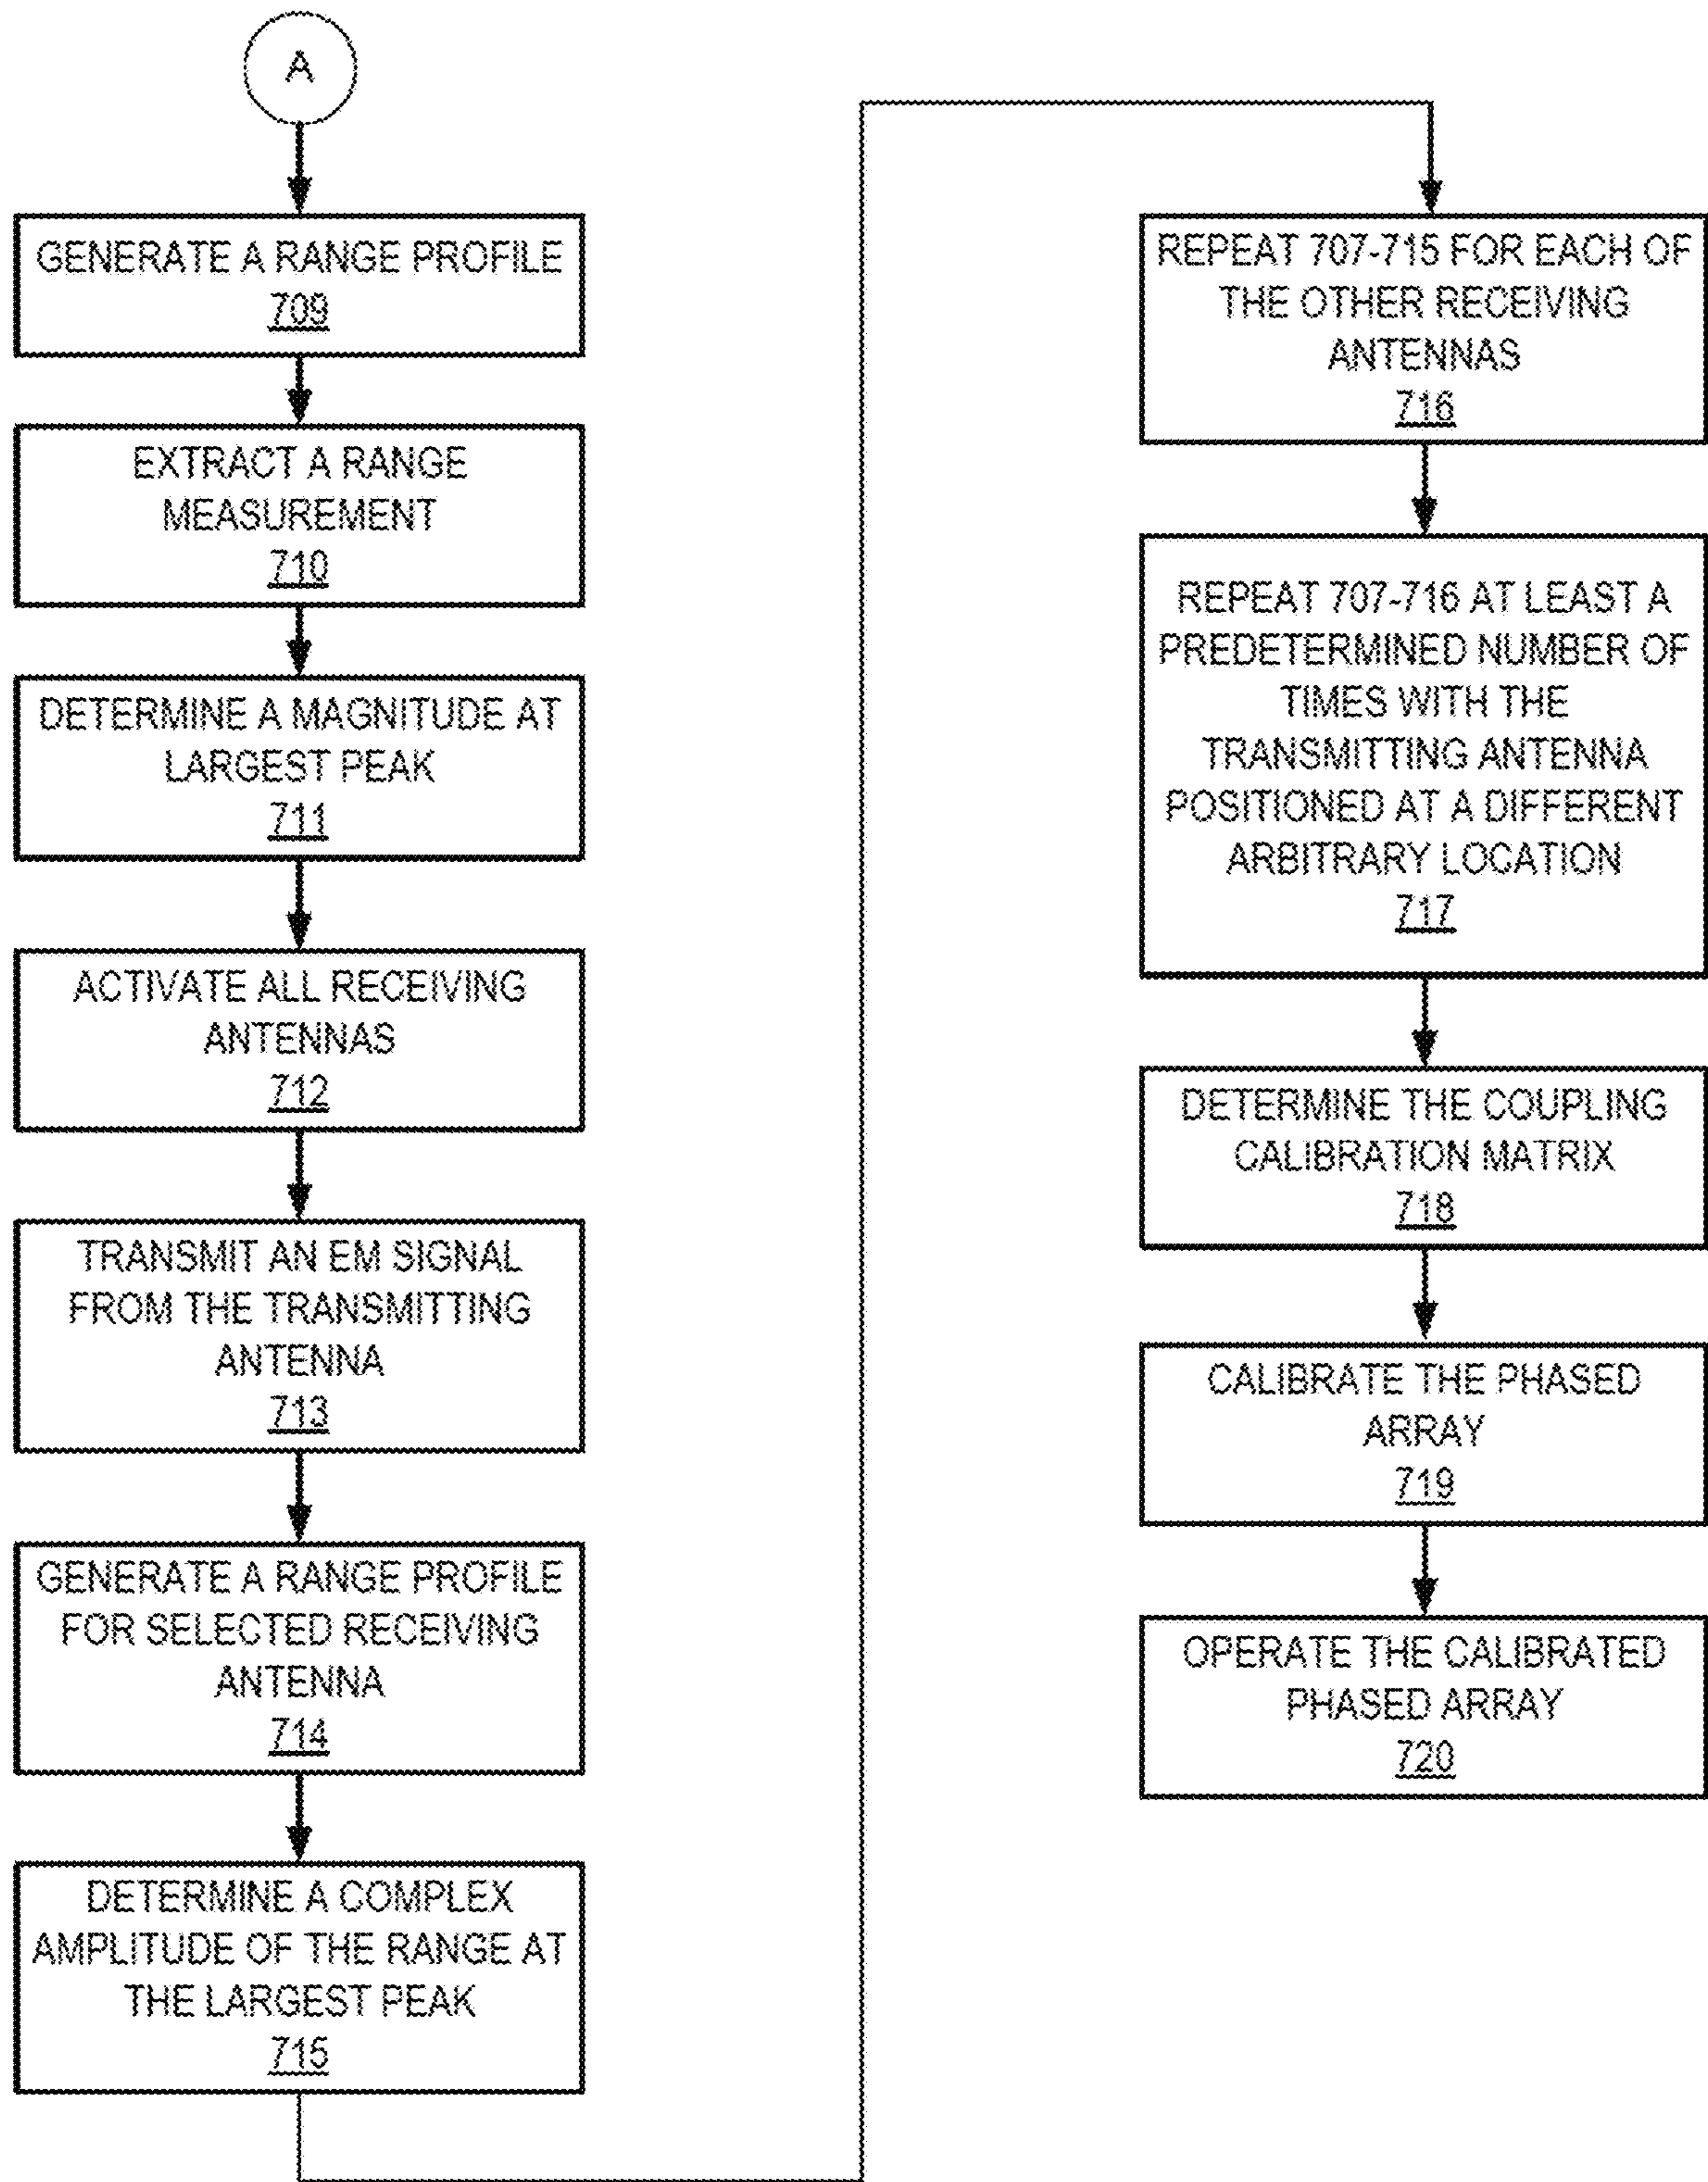 A
GENERATE A RANGE PROFILE
709
EXTRACT A RANGE
MEASUREMENT
710
DETERMINE A MAGNITUDE AT
LARGEST PEAK
711
ACTIVATE ALL RECEIVING
ANTENNAS
712
TRANSMIT AN EM SIGNAL
FROM THE TRANSMITTING
ANTENNA
713
GENERATE A RANGE PROFILE
FOR SELECTED RECEIVING
ANTENNA
714
DETERMINE A COMPLEX
AMPLITUDE OF THE RANGE AT
THE LARGEST PEAK
715
REPEAT 707-715 FOR EACH OF
THE OTHER RECEIVING
ANTENNAS
716
REPEAT 707-716 AT LEAST A
PREDETERMINED NUMBER OF
TIMES WITH THE
TRANSMITTING ANTENNA
POSITIONED AT A DIFFERENT
ARBITRARY LOCATION
717
DETERMINE THE COUPLING
CALIBRATION MATRIX
718
CALIBRATE THE PHASED
ARRAY
719
OPERATE THE CALIBRATED
PHASED ARRAY
720